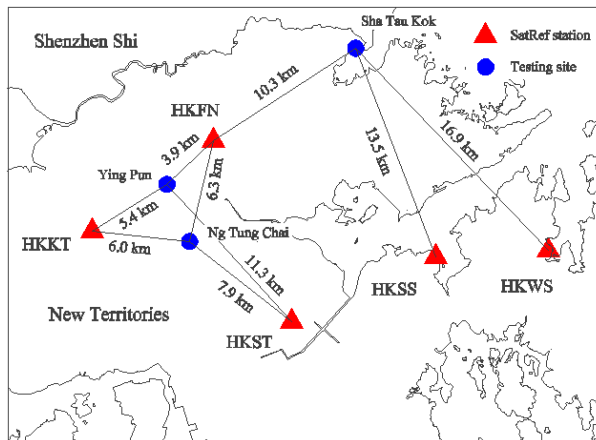 Sha Tau Kok
Shenzhen Shi
SatRef station
Testing site
10.3 km
HKFN
3.9 km
13.5 km
16.9 km
Ying Pun
6.3 km
5.4 km
HKKT
6.0 km
Ng Tung Chai
11.3 km
7.9 km
HKSS
HKWS
New Territories
HKST